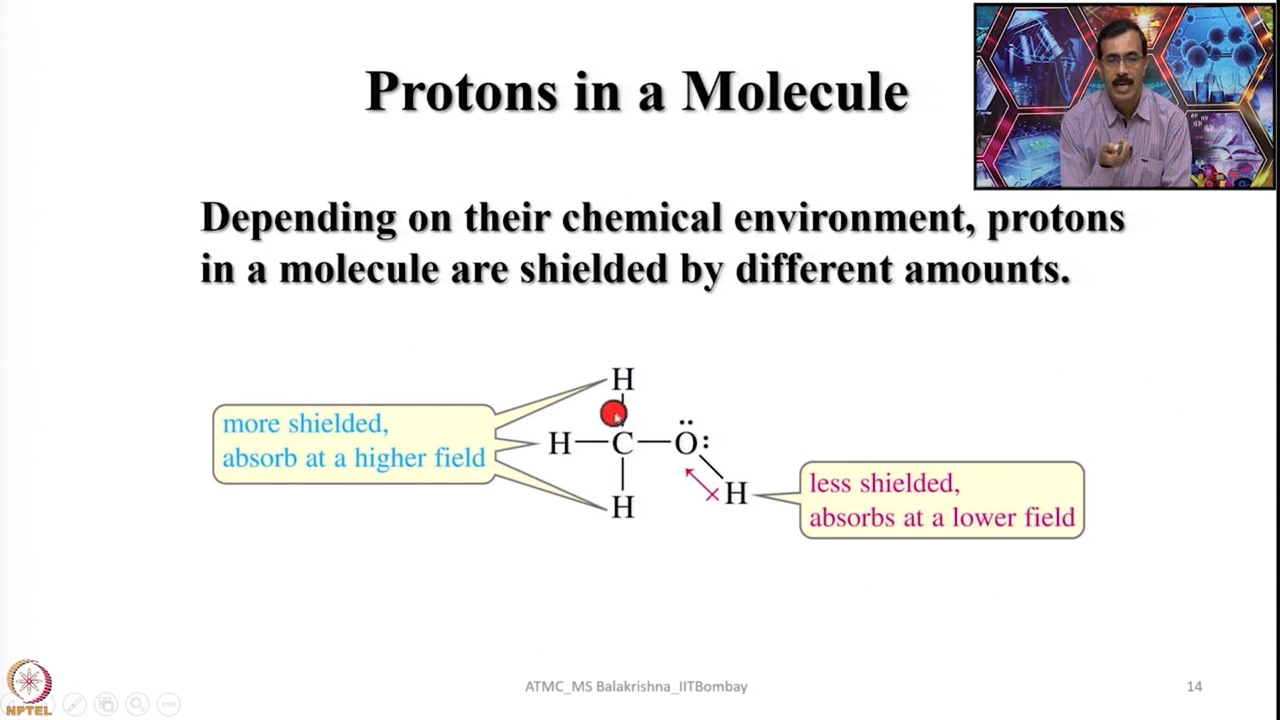 Protons in a Molecule
Depending on their chemical environment, protons
in a molecule are shielded by different amounts.
H
more shielded,
absorb at a higher field
H—C—Ö:
H
H
less shielded,
absorbs at a lower field
NPTEL
ATMC_MS Balakrishna_IITBombay
14